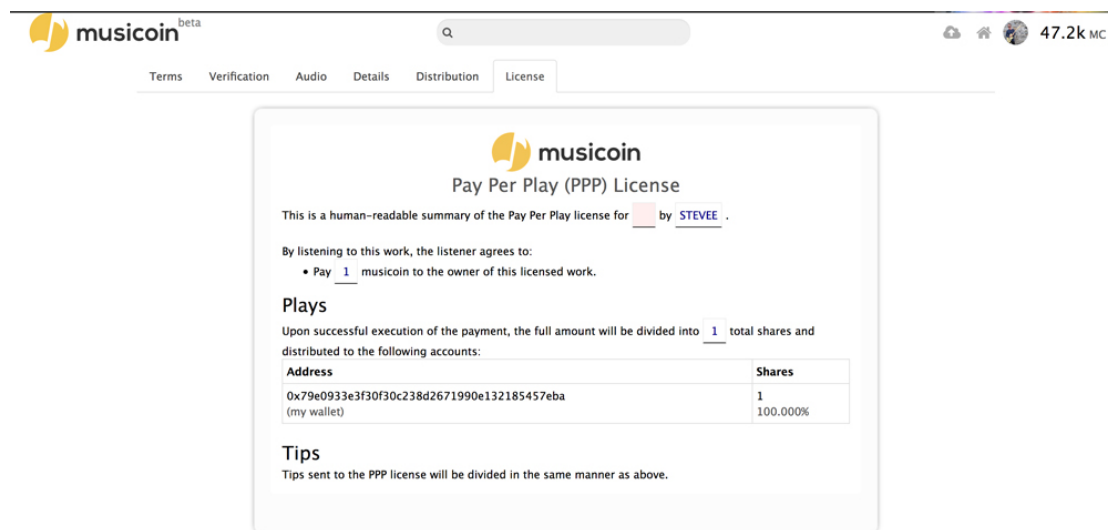 musicoin beta
47.2k MC
Terms Verification Audio Details Distribution License
musicoin
Pay Per Play (PPP) License
This is a human-readable summary of the Pay Per Play license for by STEVEE .
By listening to this work, the listener agrees to:
• Pay 1 musicoin to the owner of this licensed work.
Plays
Upon successful execution of the payment, the full amount will be divided into 1 total shares and
distributed to the following accounts:
Address Shares
0x79e0933e3f30f30c238d2671990e132185457eba 1
(my wallet) 100.000%
Tips
Tips sent to the PPP license will be divided in the same manner as above.